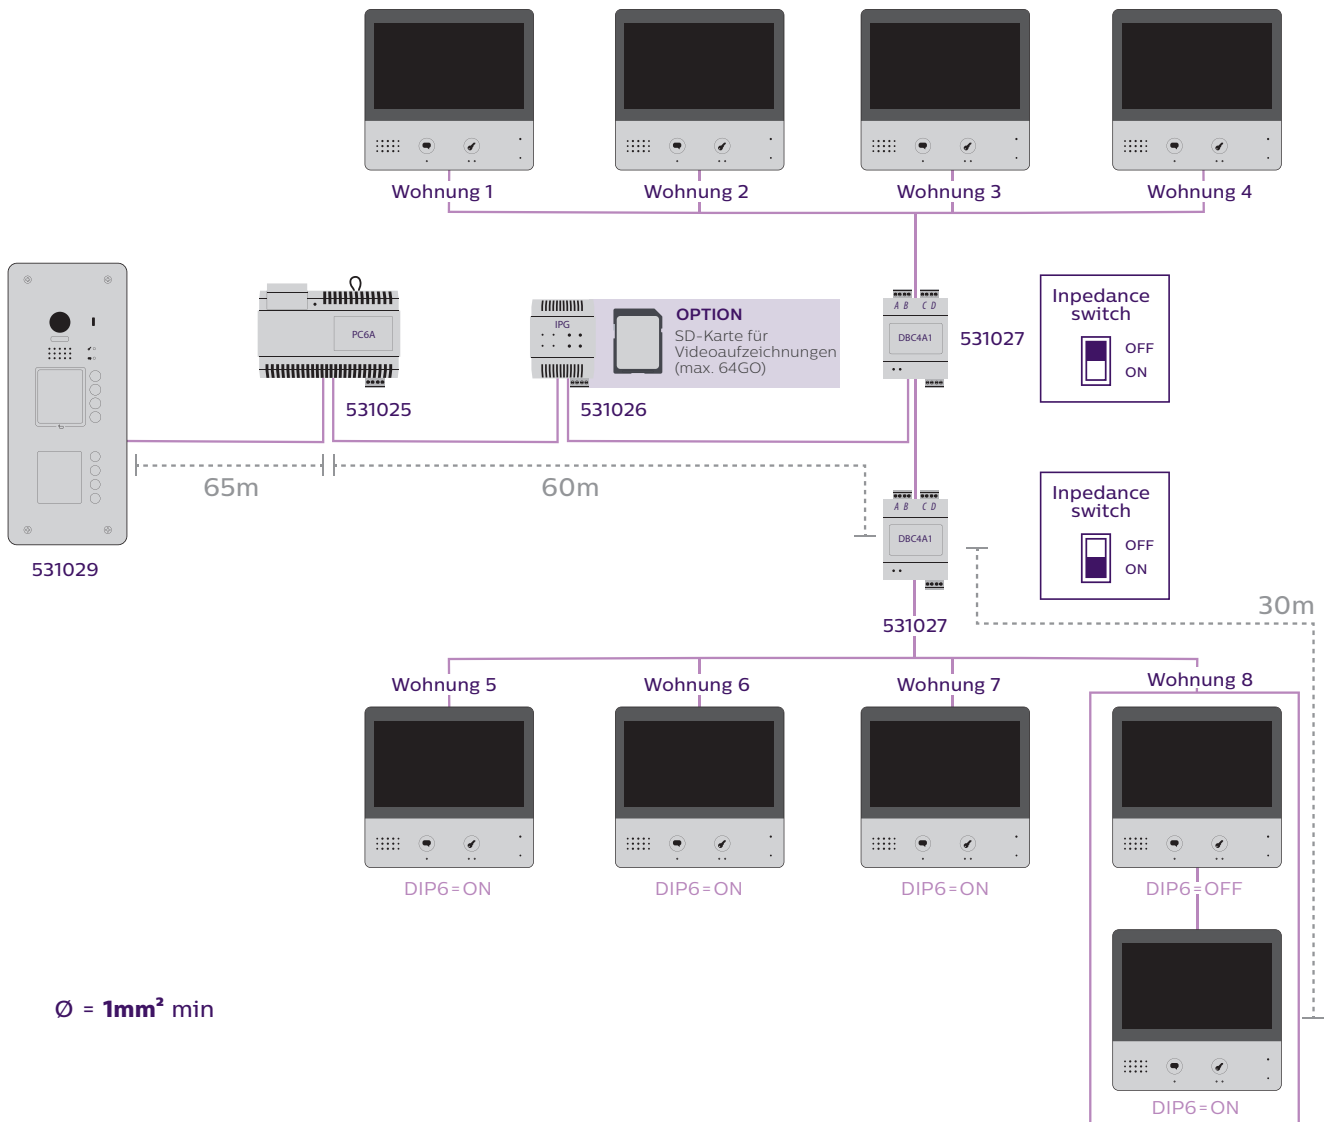 Wohnung 1
Wohnung 2
Wohnung 3
Wohnung 4
PC6A
531025
IPG
531026
OPTION
SD-Karte für
Videoaufzeichnungen
(max. 64GO)
A B C D
DBC4A1
531027
Inpedance
switch
OFF
ON
65m
60m
531029
A B C D
DBC4A1
531027
Inpedance
switch
OFF
ON
30m
Wohnung 5
Wohnung 6
Wohnung 7
Wohnung 8
DIP6=ON
DIP6=ON
DIP6=ON
DIP6=OFF
Ø = 1mm² min
DIP6=ON